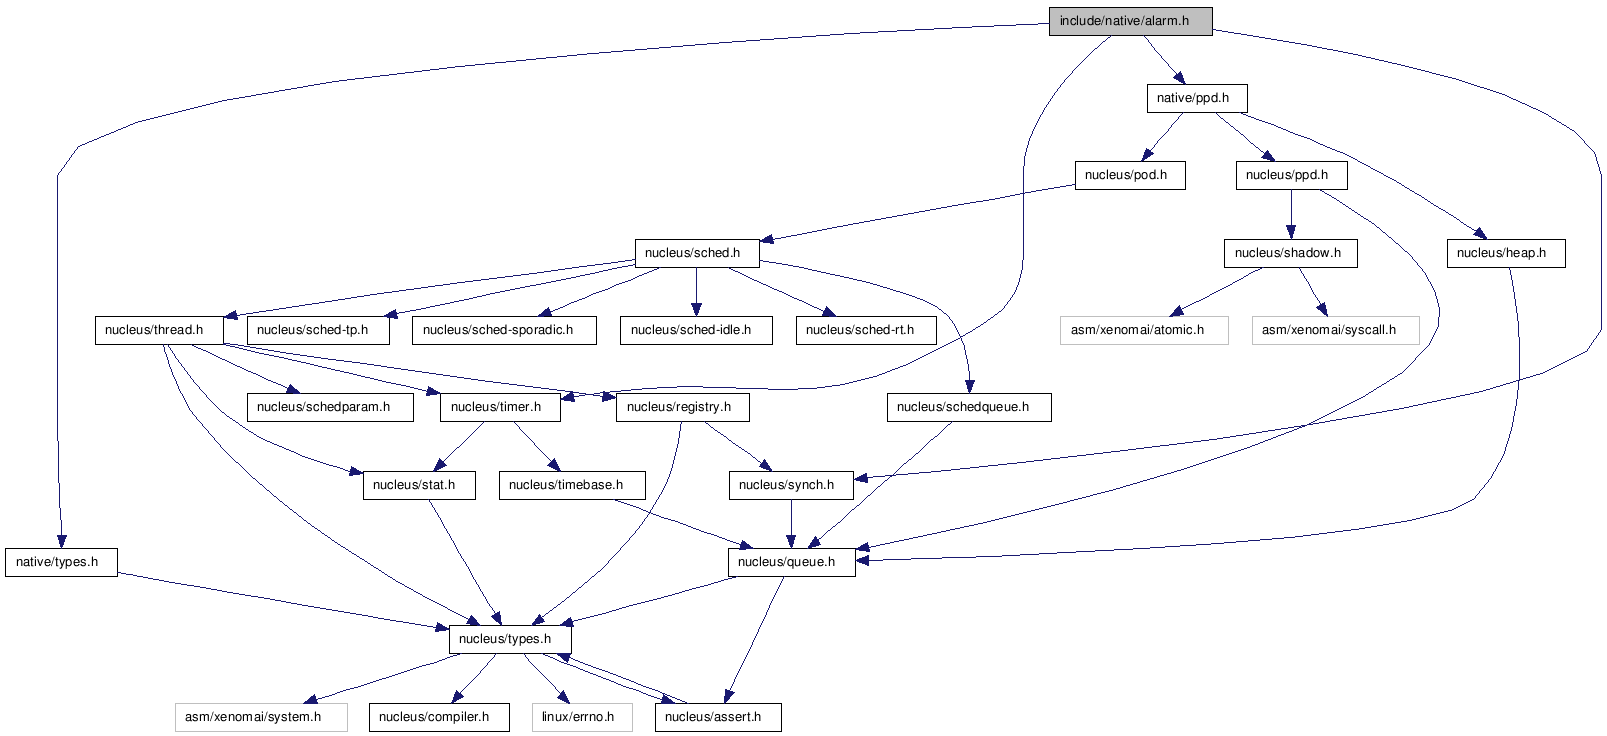 include/native/alarm.h
native/ppd.h
nucleus/pod.h
nucleus/ppd.h
nucleus/sched.h
nucleus/shadow.h
nucleus/heap.h
nucleus/thread.h
nucleus/sched-tp.h
nucleus/sched-sporadic.h
nucleus/sched-idle.h
nucleus/sched-rt.h
asm/xenomai/atomic.h
asm/xenomai/syscall.h
nucleus/schedparam.h
nucleus/timer.h
nucleus/registry.h
nucleus/schedqueue.h
nucleus/stat.h
nucleus/timebase.h
nucleus/synch.h
native/types.h
nucleus/queue.h
nucleus/types.h
asm/xenomai/system.h
nucleus/compiler.h
linux/errno.h
nucleus/assert.h